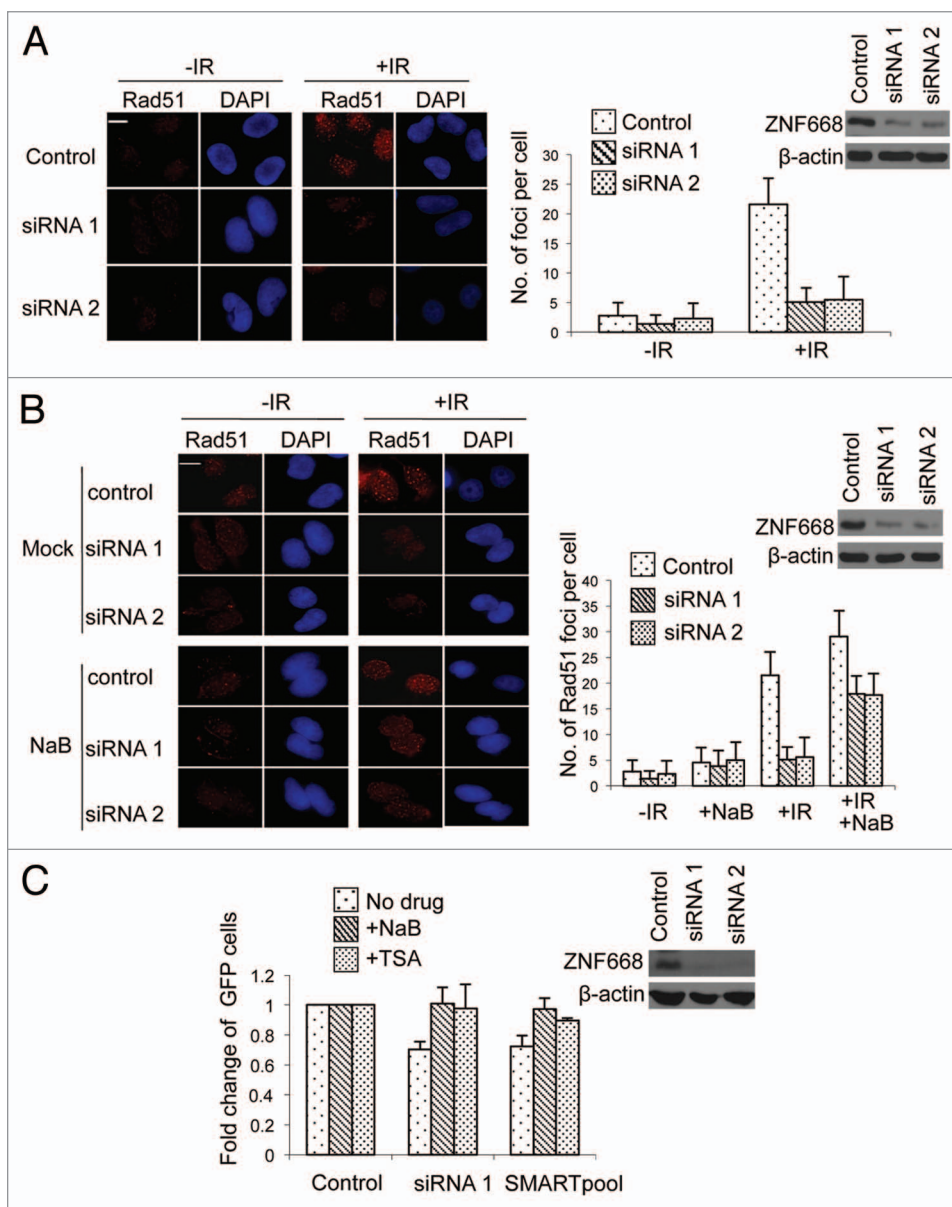 A
-IR
+IR
Rad51 DAPI Rad51 DAPI
Control
siRNA 1
siRNA 2
Control
siRNA 1
siRNA 2
ZNF668
β-actin
Control
siRNA 1
siRNA 2
No. of foci per cell
30
25
20
15
10
5
0
-IR
+IR
B
-IR
+IR
Rad51 DAPI Rad51 DAPI
Mock
control
siRNA 1
siRNA 2
NaB
control
siRNA 1
siRNA 2
Control
siRNA 1
siRNA 2
ZNF668
β-actin
Control
siRNA 1
siRNA 2
No. of Rad51 foci per cell
40
35
30
25
20
15
10
5
0
-IR
+NaB
+IR
+IR
+NaB
C
No drug
+NaB
+TSA
Control
siRNA 1
siRNA 2
ZNF668
β-actin
Fold change of GFP cells
1.2
1
0.8
0.6
0.4
0.2
0
Control
siRNA 1
SMARTpool